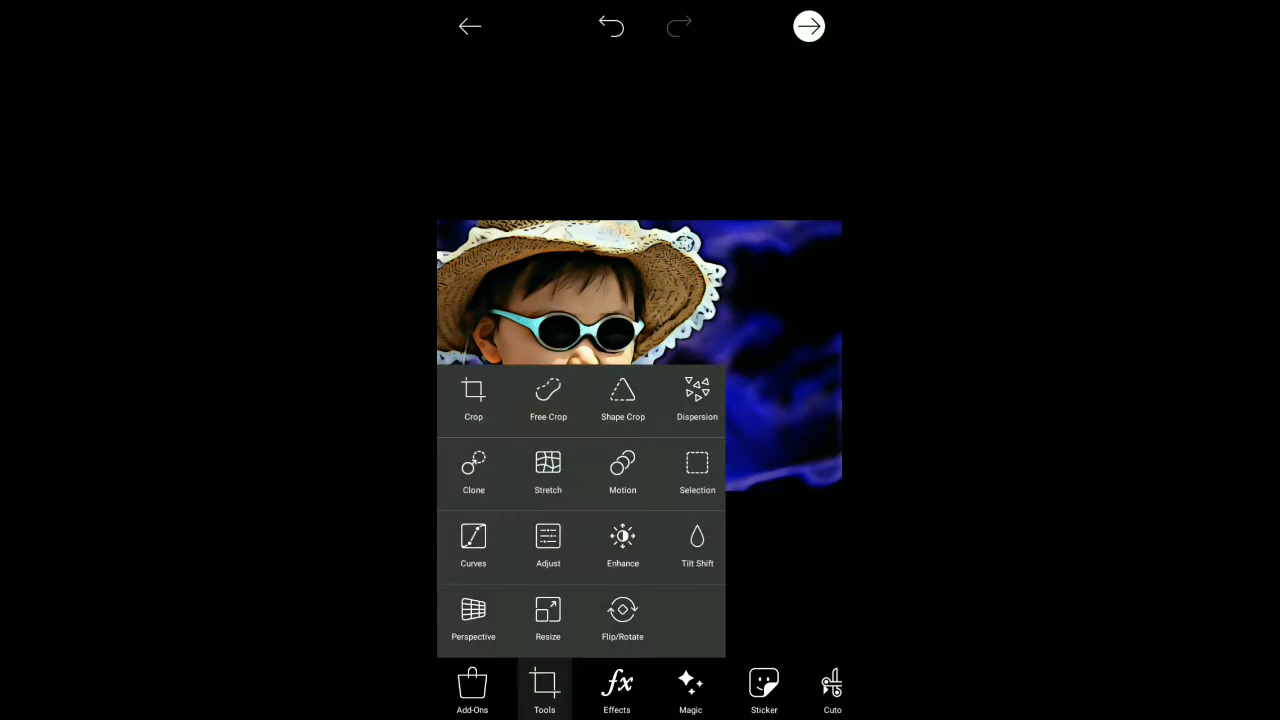 Crop Free Crop Shape Crop Dispersion
Clone Stretch Motion Selection
Curves Adjust Enhance Tilt Shift
Perspective Resize Flip/Rotate
Add-Ons Tools Effects Magic Sticker Cuto